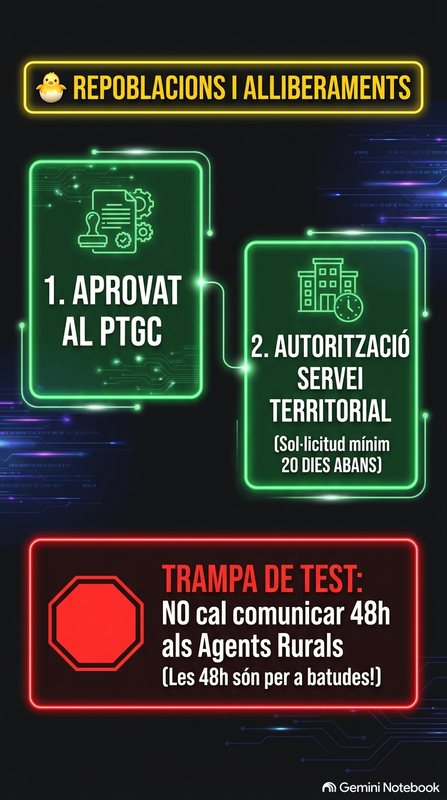 🐣 REPOBLACIONS I ALLIBERAMENTS
1. APROVAT
AL PTGC
2. AUTORITZACIÓ
SERVEI
TERRITORIAL
(Sol·licitud mínim
20 DIES ABANS)
TRAMPA DE TEST:
NO cal comunicar 48h
als Agents Rurals
(Les 48h són per a batudes!)
Gemini Notebook